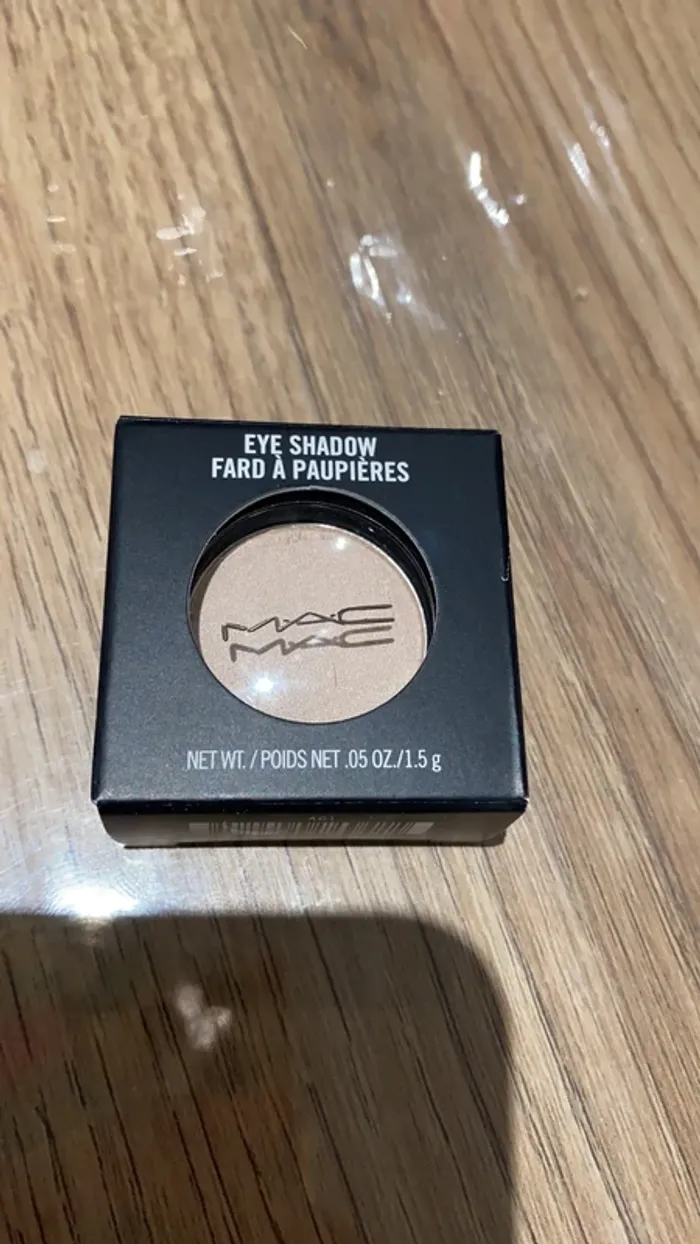 EYE SHADOW
FARD À PAUPIÈRES
MAC
MAC
NET WT. / POIDS NET .05 OZ./1.5 g